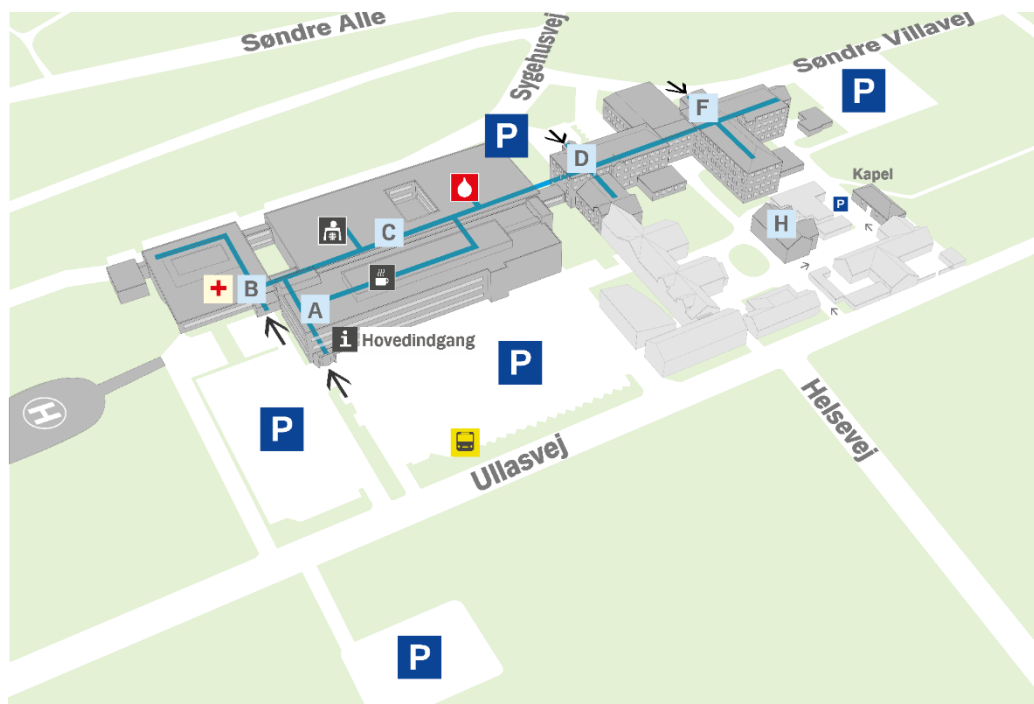 Søndre Alle
Sygehusvej
Søndre Villavej
P
P
F
D
Kapel
P
H
C
B
A
i Hovedindgang
P
H
P
Ullasvej
Helsevej
P